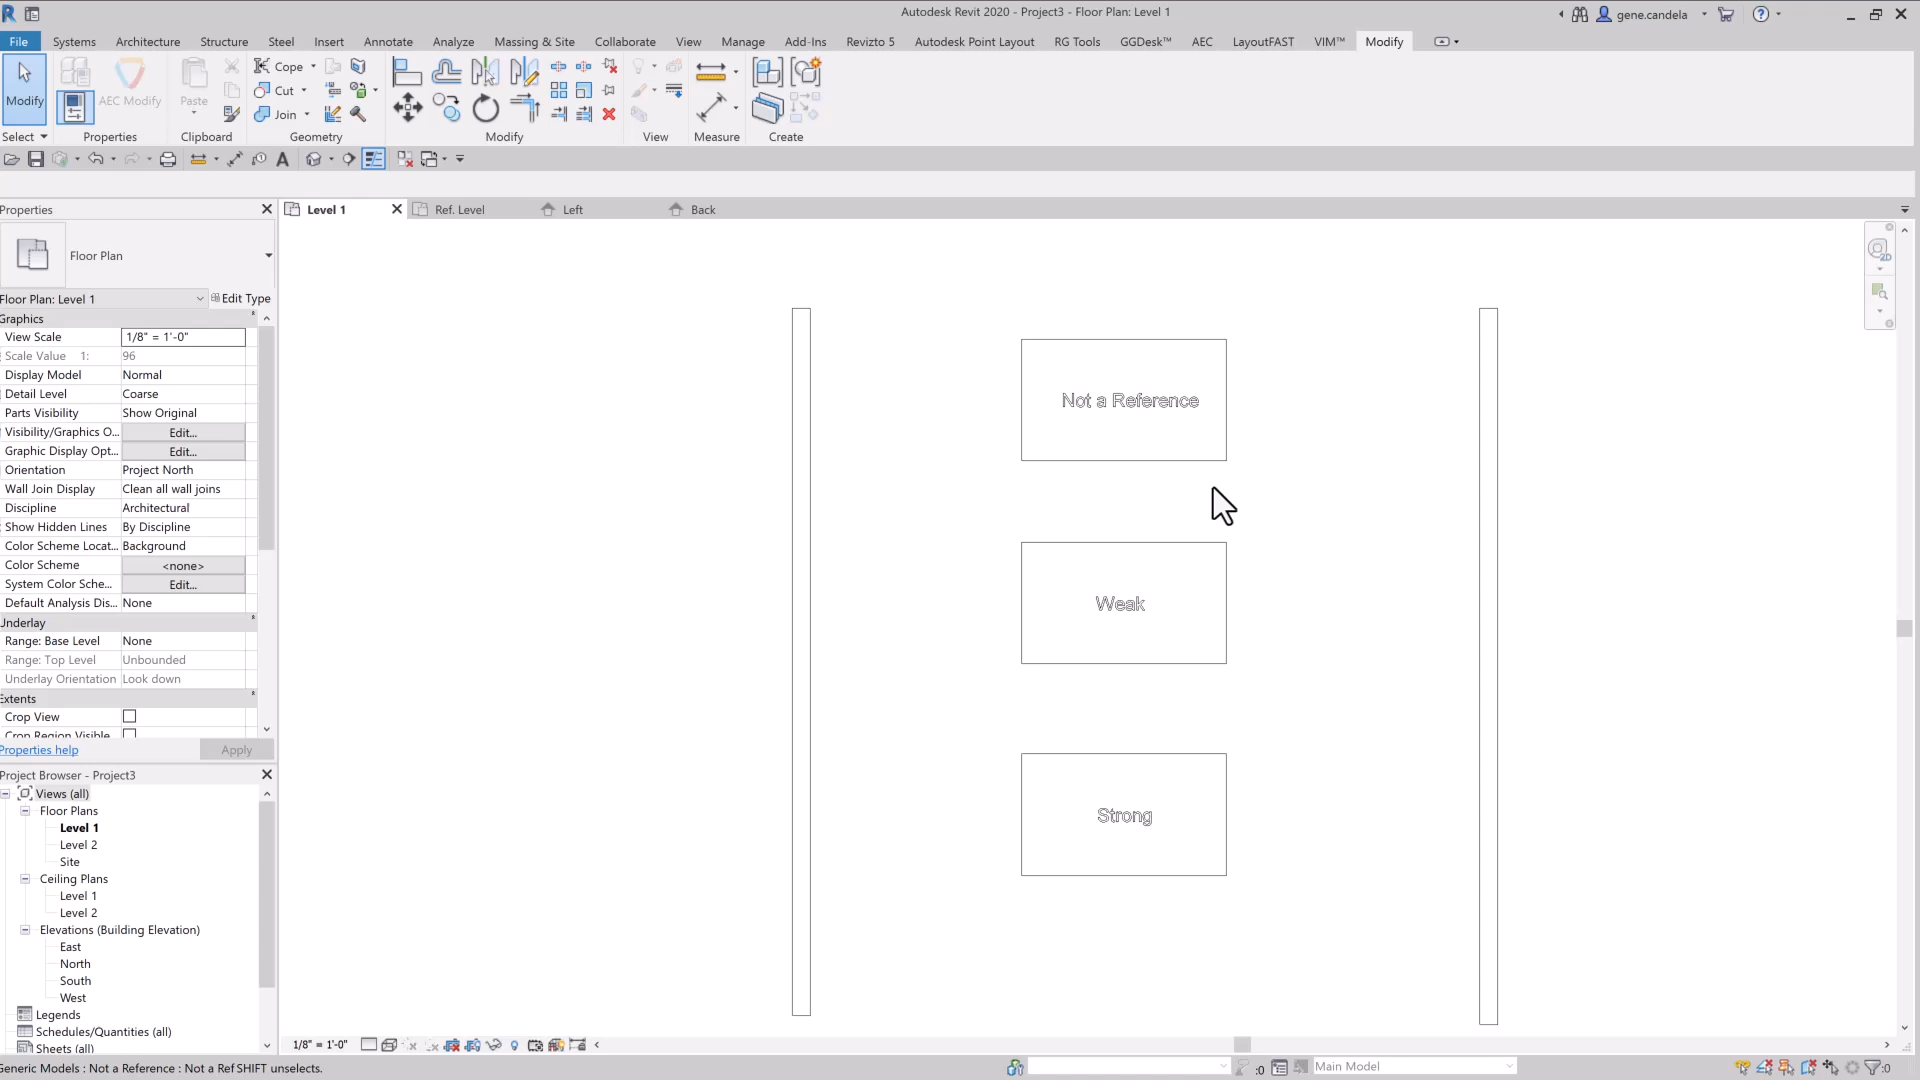 Autodesk Revit 2020 - Project3 - Floor Plan: Level 1
gene.candela
File Systems Architecture Structure Steel Insert Annotate Analyze Massing & Site Collaborate View Manage Add-Ins Revizto 5 Autodesk Point Layout RG Tools GGDesk™ AEC LayoutFAST VIM™ Modify
Modify
AEC Modify
Paste
Cope
Cut
Join
Select Properties Clipboard Geometry Modify View Measure Create
Properties
Level 1 Ref. Level Left Back
Floor Plan
Floor Plan: Level 1 Edit Type
Graphics
View Scale 1/8" = 1'-0"
Scale Value 1: 96
Display Model Normal
Detail Level Coarse
Parts Visibility Show Original
Visibility/Graphics O... Edit...
Graphic Display Opt... Edit...
Orientation Project North
Wall Join Display Clean all wall joins
Discipline Architectural
Show Hidden Lines By Discipline
Color Scheme Locat... Background
Color Scheme <none>
System Color Sche... Edit...
Default Analysis Dis... None
Underlay
Range: Base Level None
Range: Top Level Unbounded
Underlay Orientation Look down
Extents
Crop View
Crop Region Visible
Properties help Apply
Not a Reference
Weak
Strong
Project Browser - Project3
Views (all)
Floor Plans
Level 1
Level 2
Site
Ceiling Plans
Level 1
Level 2
Elevations (Building Elevation)
East
North
South
West
Legends
Schedules/Quantities (all)
Sheets (all)
1/8" = 1'-0"
Generic Models : Not a Reference : Not a Ref SHIFT unselects.
:0
Main Model
:0